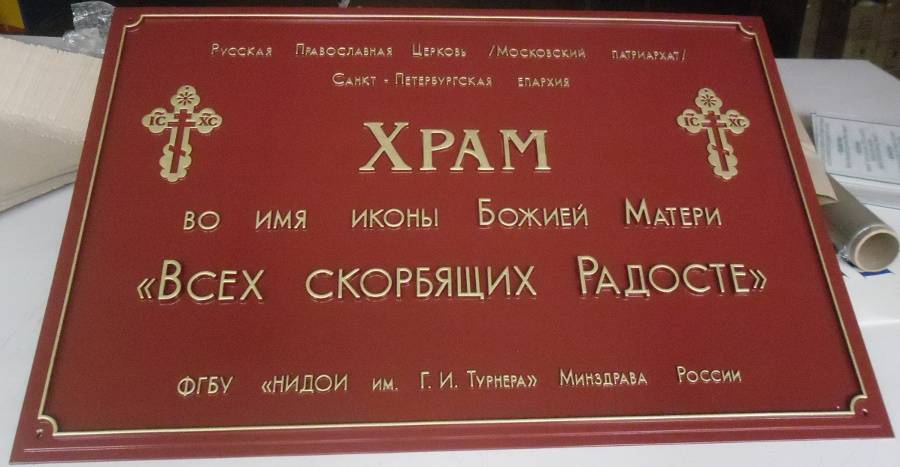 Русская Православная Церковь /Московский патриархат/
Санкт - Петербургская епархия
IC XC IC XC
Храм
во имя иконы Божией Матери
«Всех скорбящих Радосте»
ФГБУ «НИДОИ им. Г. И. Турнера» Минздрава России